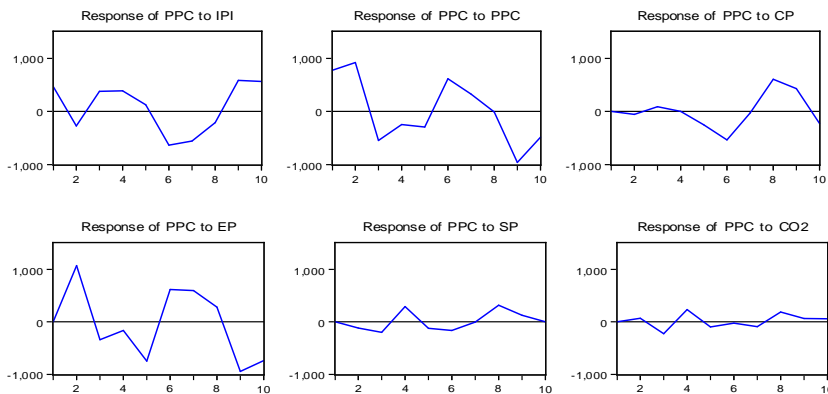 Response of PPC to IPI
1,000
0
-1,000
2 4 6 8 10
Response of PPC to PPC
1,000
0
-1,000
2 4 6 8 10
Response of PPC to CP
1,000
0
-1,000
2 4 6 8 10
Response of PPC to EP
1,000
0
-1,000
2 4 6 8 10
Response of PPC to SP
1,000
0
-1,000
2 4 6 8 10
Response of PPC to CO2
1,000
0
-1,000
2 4 6 8 10